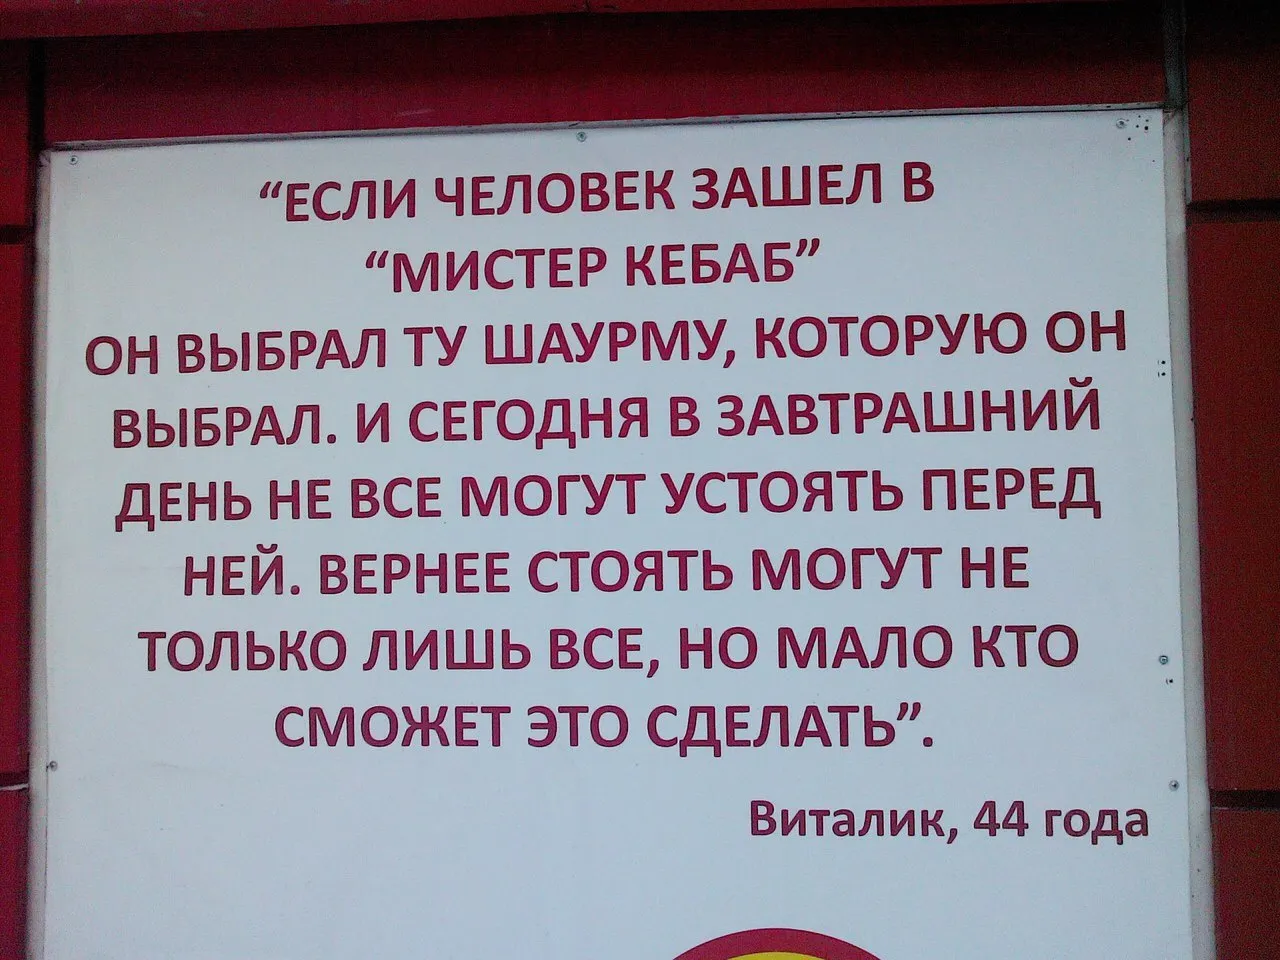 “ЕСЛИ ЧЕЛОВЕК ЗАШЕЛ В
“МИСТЕР КЕБАБ”
ОН ВЫБРАЛ ТУ ШАУРМУ, КОТОРУЮ ОН
ВЫБРАЛ. И СЕГОДНЯ В ЗАВТРАШНИЙ
ДЕНЬ НЕ ВСЕ МОГУТ УСТОЯТЬ ПЕРЕД
НЕЙ. ВЕРНЕЕ СТОЯТЬ МОГУТ НЕ
ТОЛЬКО ЛИШЬ ВСЕ, НО МАЛО КТО
СМОЖЕТ ЭТО СДЕЛАТЬ”.
Виталик, 44 года